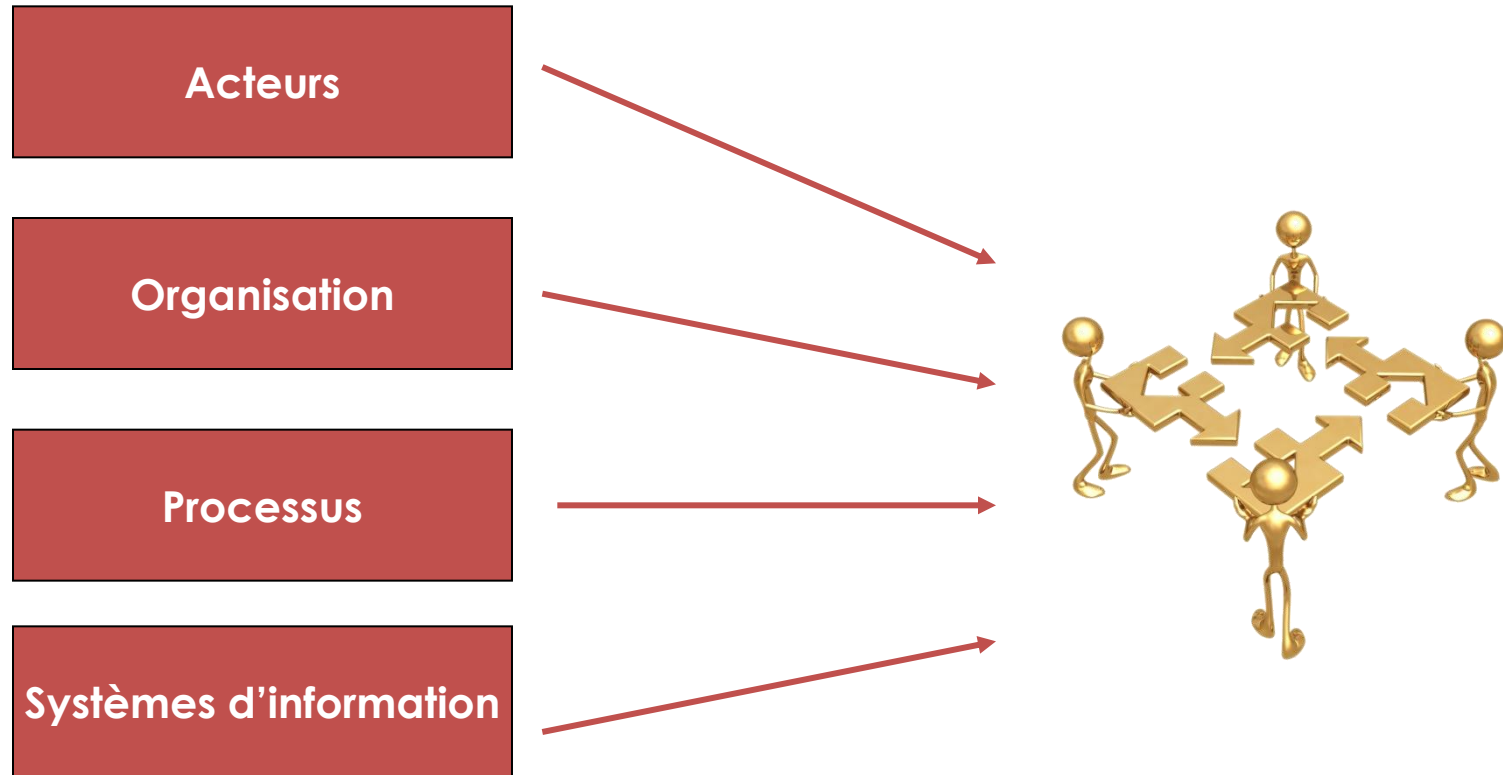 Acteurs
Organisation
Processus
Systèmes d’information